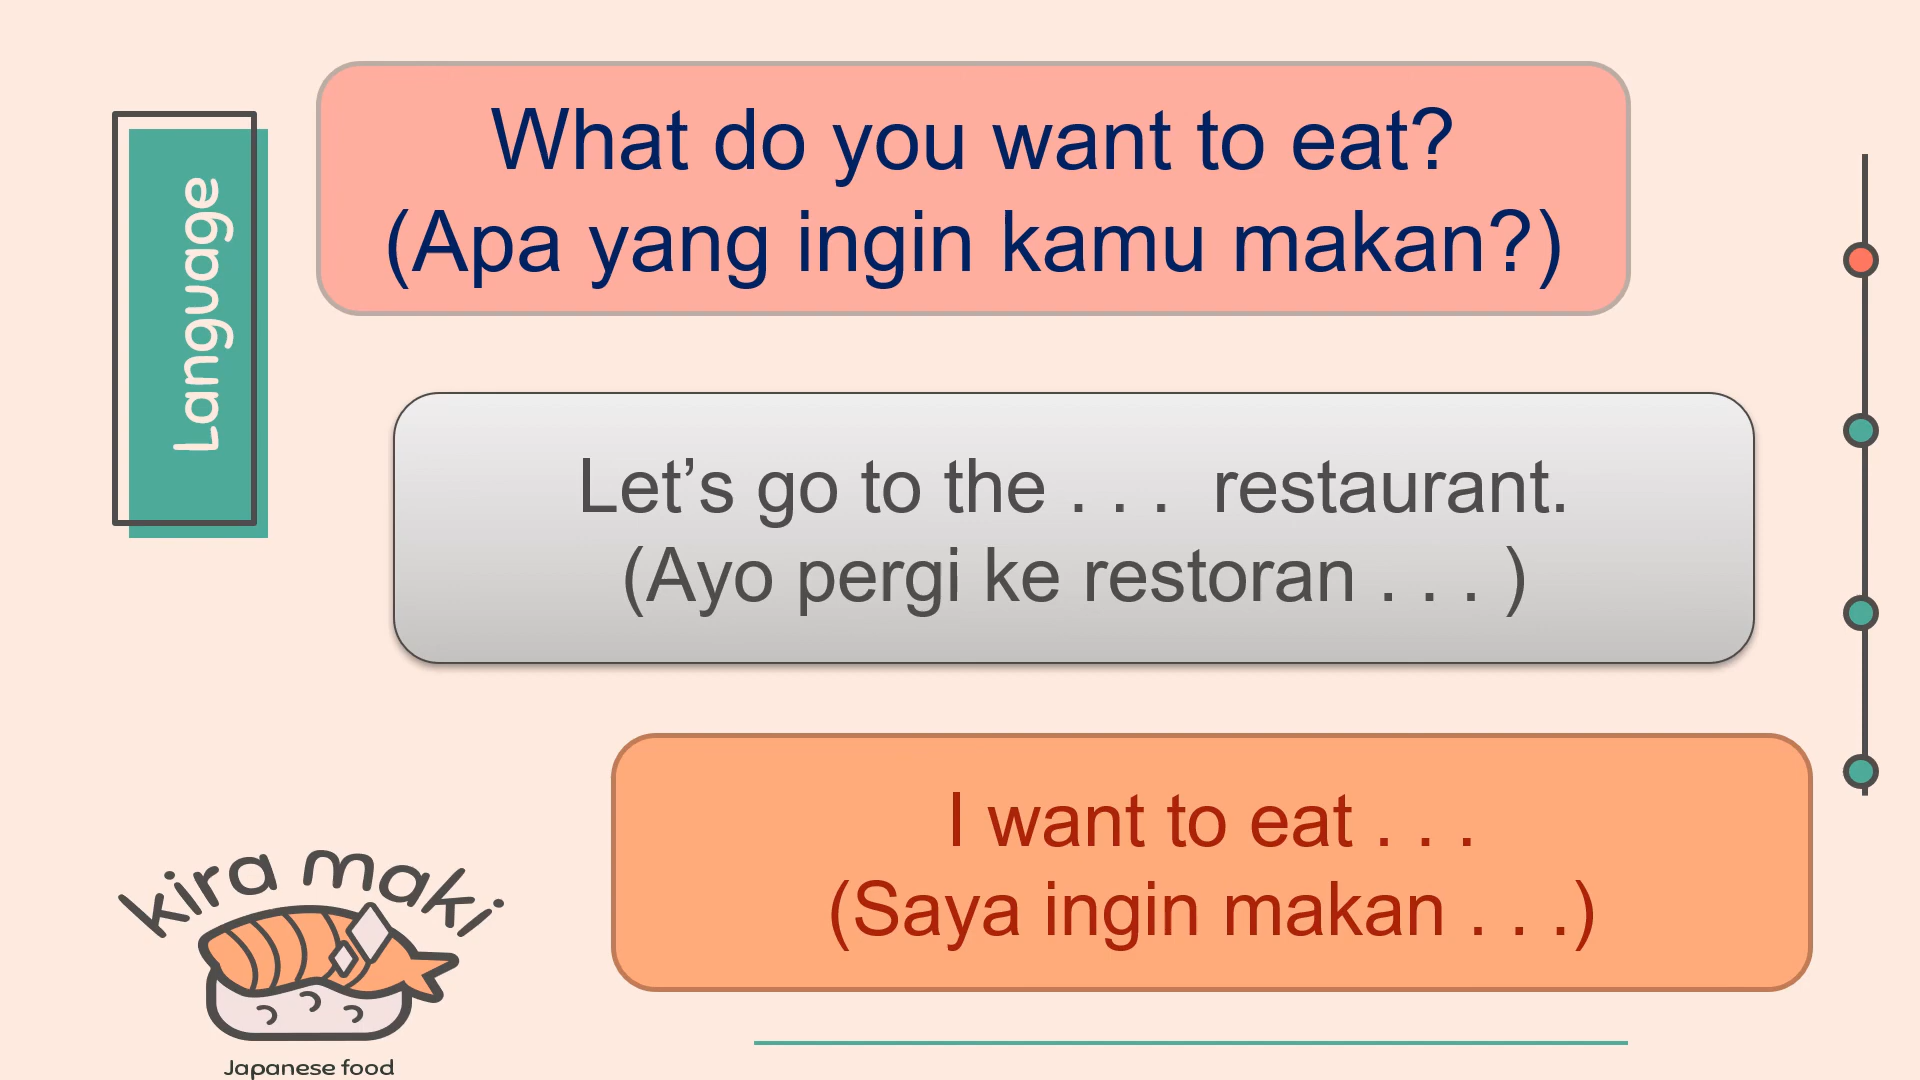 Language
What do you want to eat?
(Apa yang ingin kamu makan?)
Let’s go to the . . .  restaurant.
(Ayo pergi ke restoran . . . )
I want to eat . . .
(Saya ingin makan . . .)
kira maki
Japanese food